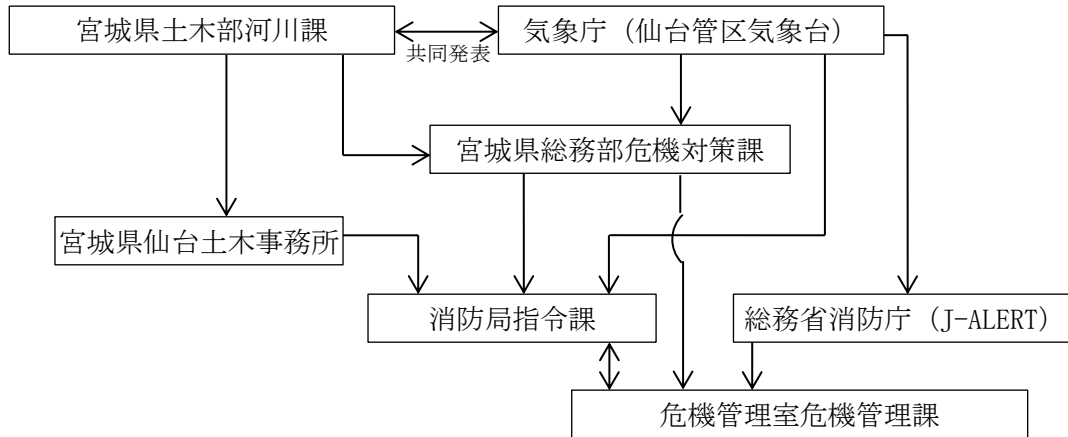 宮城県土木部河川課
気象庁（仙台管区気象台）
共同発表
宮城県総務部危機対策課
宮城県仙台土木事務所
消防局指令課
総務省消防庁（J-ALERT）
危機管理室危機管理課